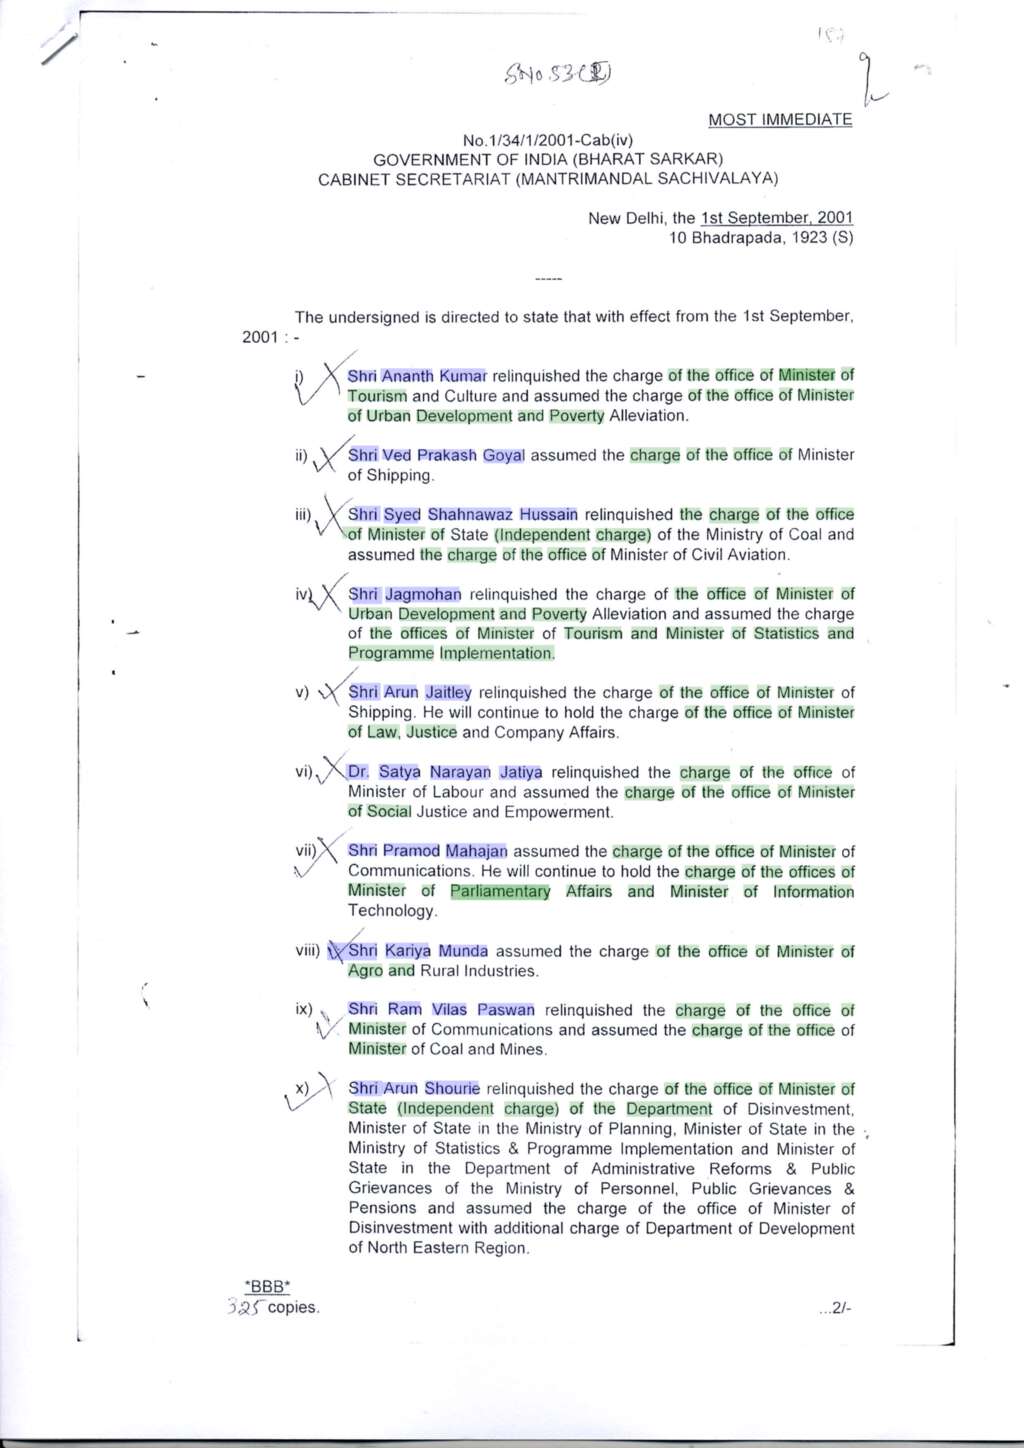 SNo.53(I)
MOST IMMEDIATE
No.1/34/1/2001-Cab(iv)
GOVERNMENT OF INDIA (BHARAT SARKAR)
CABINET SECRETARIAT (MANTRIMANDAL SACHIVALAYA)
New Delhi, the 1st September, 2001
10 Bhadrapada, 1923 (S)
-----
The undersigned is directed to state that with effect from the 1st September,
2001 : -
i) Shri Ananth Kumar relinquished the charge of the office of Minister of
Tourism and Culture and assumed the charge of the office of Minister
of Urban Development and Poverty Alleviation.
ii) Shri Ved Prakash Goyal assumed the charge of the office of Minister
of Shipping.
iii) Shri Syed Shahnawaz Hussain relinquished the charge of the office
of Minister of State (Independent charge) of the Ministry of Coal and
assumed the charge of the office of Minister of Civil Aviation.
iv) Shri Jagmohan relinquished the charge of the office of Minister of
Urban Development and Poverty Alleviation and assumed the charge
of the offices of Minister of Tourism and Minister of Statistics and
Programme Implementation.
v) Shri Arun Jaitley relinquished the charge of the office of Minister of
Shipping. He will continue to hold the charge of the office of Minister
of Law, Justice and Company Affairs.
vi) Dr. Satya Narayan Jatiya relinquished the charge of the office of
Minister of Labour and assumed the charge of the office of Minister
of Social Justice and Empowerment.
vii) Shri Pramod Mahajan assumed the charge of the office of Minister of
Communications. He will continue to hold the charge of the offices of
Minister of Parliamentary Affairs and Minister of Information
Technology.
viii) Shri Kariya Munda assumed the charge of the office of Minister of
Agro and Rural Industries.
ix) Shri Ram Vilas Paswan relinquished the charge of the office of
Minister of Communications and assumed the charge of the office of
Minister of Coal and Mines.
x) Shri Arun Shourie relinquished the charge of the office of Minister of
State (Independent charge) of the Department of Disinvestment,
Minister of State in the Ministry of Planning, Minister of State in the
Ministry of Statistics & Programme Implementation and Minister of
State in the Department of Administrative Reforms & Public
Grievances of the Ministry of Personnel, Public Grievances &
Pensions and assumed the charge of the office of Minister of
Disinvestment with additional charge of Department of Development
of North Eastern Region.
*BBB*
325 copies.
...2/-